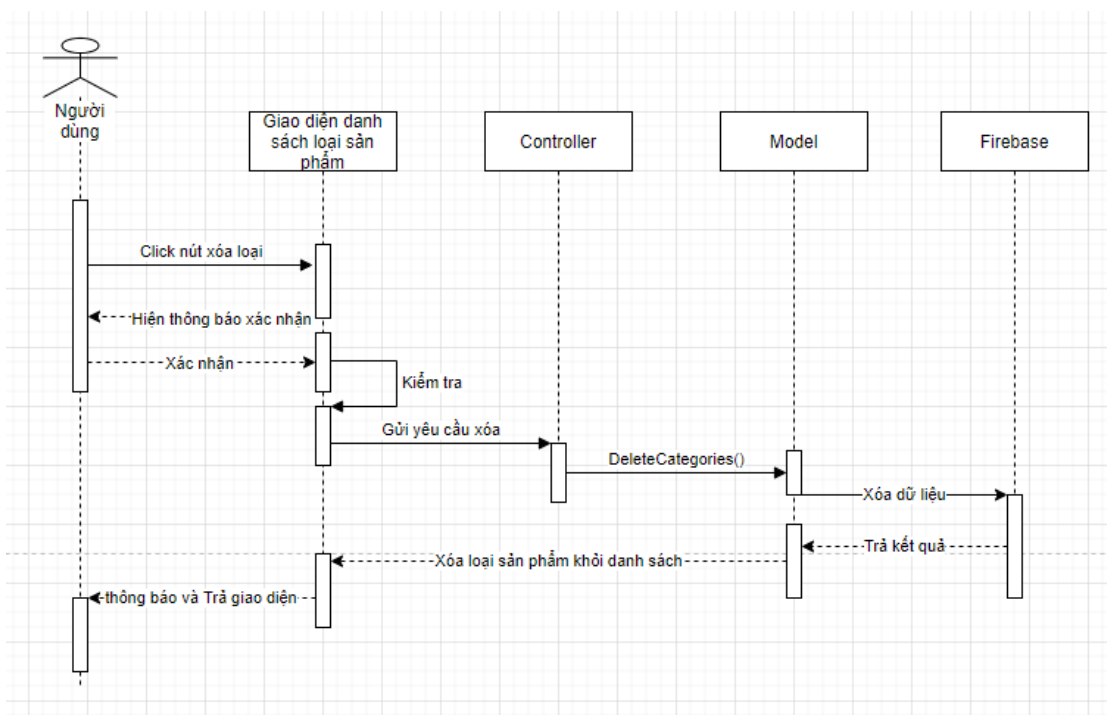 Người
dùng
Giao diện danh
sách loại sản
phẩm
Controller
Model
Firebase
Click nút xóa loại
Hiện thông báo xác nhận
Xác nhận
Kiểm tra
Gửi yêu cầu xóa
DeleteCategories()
Xóa dữ liệu
Trả kết quả
Xóa loại sản phẩm khỏi danh sách
thông báo và Trả giao diện